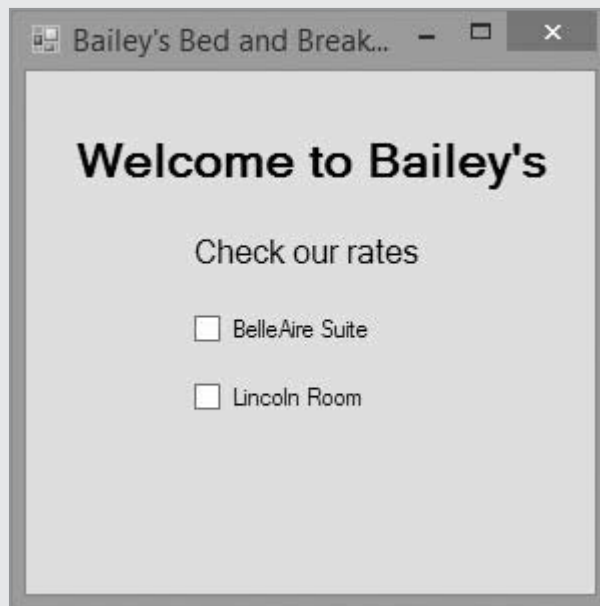 Bailey's Bed and Break...
Welcome to Bailey's
Check our rates
BelleAire Suite
Lincoln Room